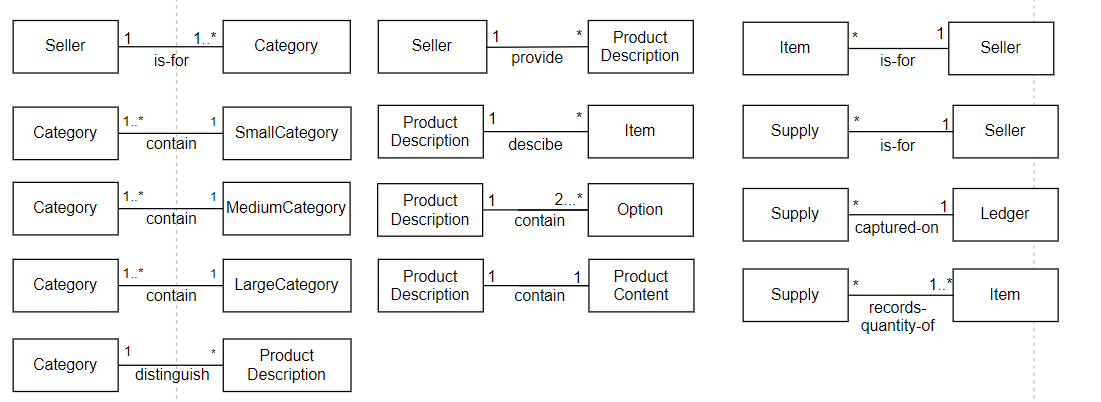 Seller 1 is-for 1..* Category
Category 1..* contain 1 SmallCategory
Category 1..* contain 1 MediumCategory
Category 1..* contain 1 LargeCategory
Category 1 distinguish * Product
Description
Seller 1 provide * Product
Description
Product
Description 1 descibe * Item
Product
Description 1 contain 2...* Option
Product
Description 1 contain 1 Product
Content
Item * is-for 1 Seller
Supply * is-for 1 Seller
Supply * captured-on 1 Ledger
Supply * records-
quantity-of 1..* Item